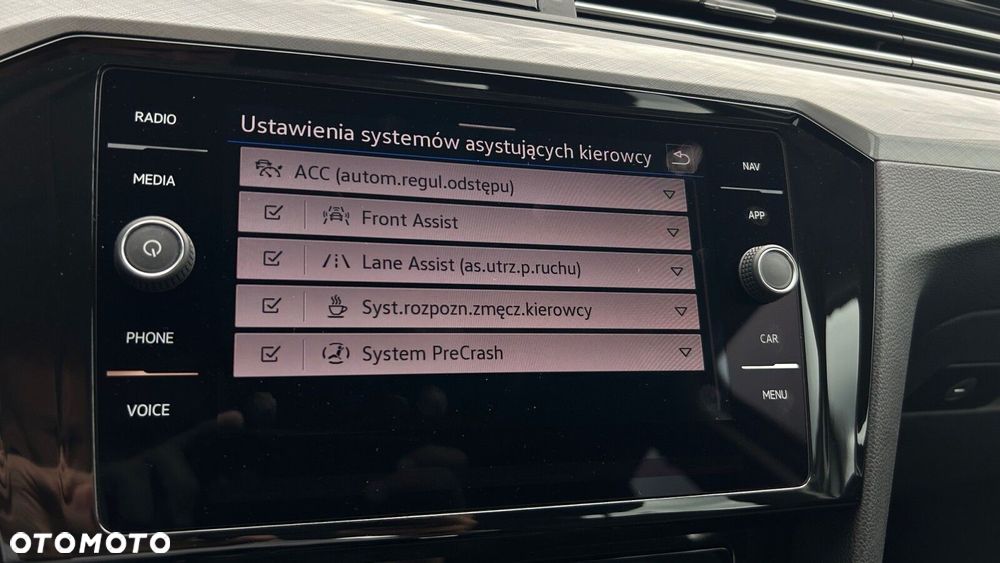 RADIO
MEDIA
PHONE
VOICE
Ustawienia systemów asystujących kierowcy
ACC (autom.regul.odstępu)
Front Assist
Lane Assist (as.utrz.p.ruchu)
Syst.rozpozn.zmęcz.kierowcy
System PreCrash
NAV
APP
CAR
MENU
OTOMOTO